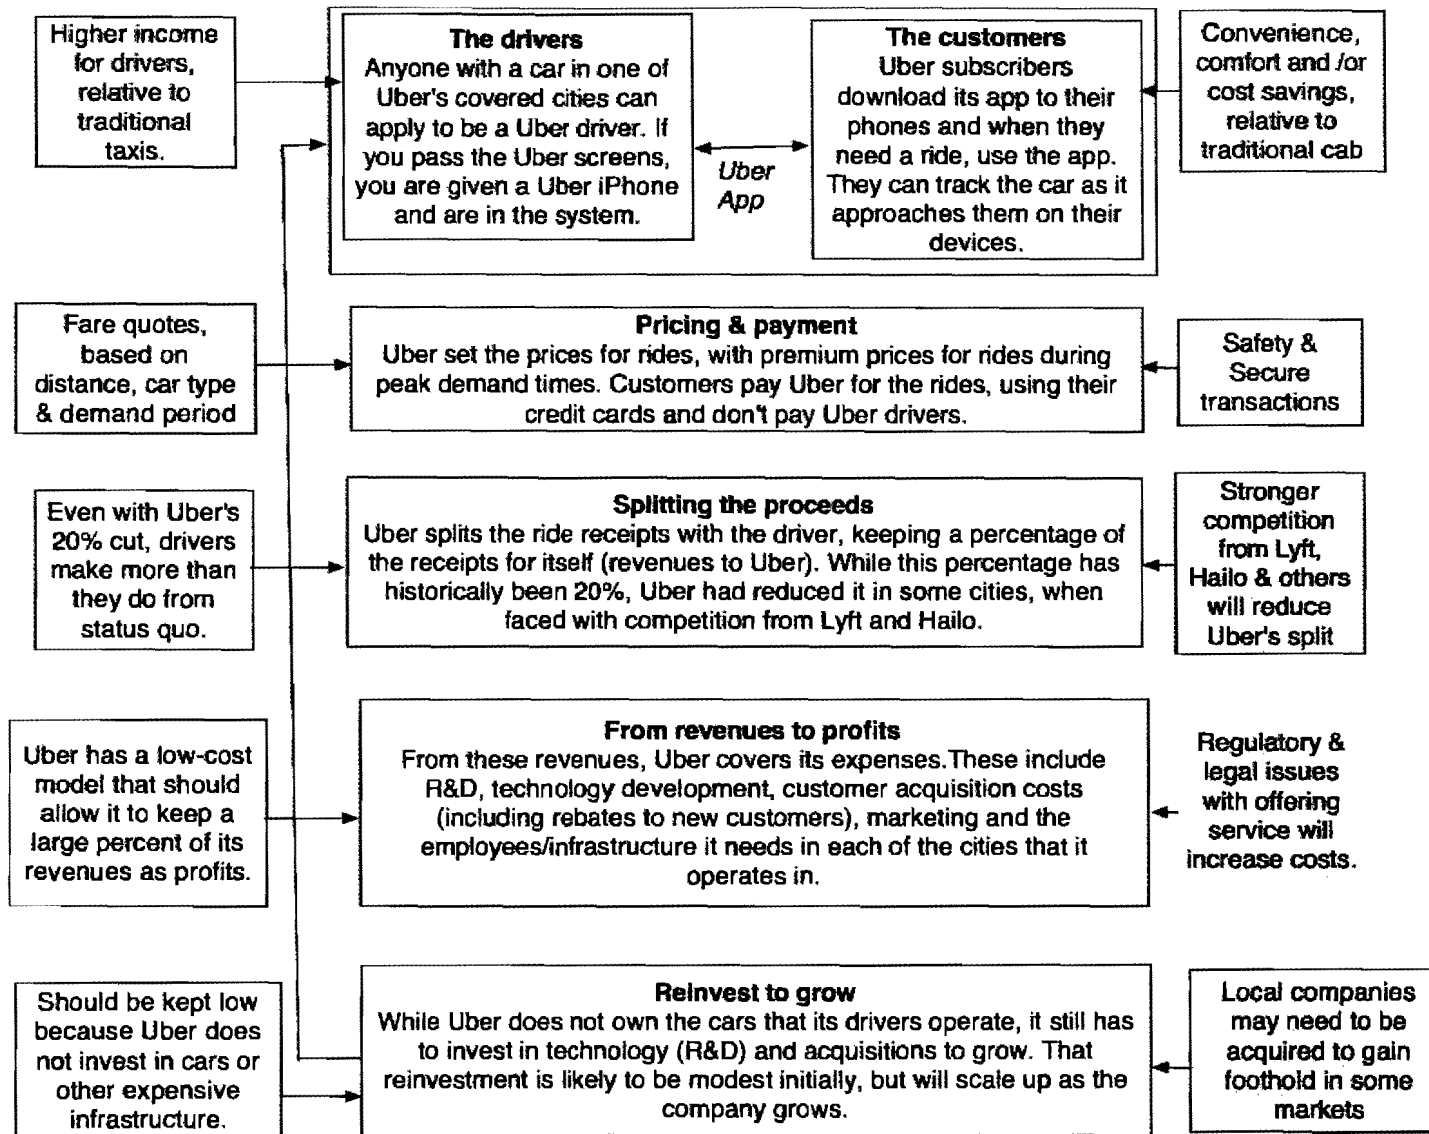 Higher income
for drivers,
relative to
traditional
taxis.
The drivers
Anyone with a car in one of
Uber's covered cities can
apply to be a Uber driver. If
you pass the Uber screens,
you are given a Uber iPhone
and are in the system.
Uber
App
The customers
Uber subscribers
download its app to their
phones and when they
need a ride, use the app.
They can track the car as it
approaches them on their
devices.
Convenience,
comfort and /or
cost savings,
relative to
traditional cab
Fare quotes,
based on
distance, car type
& demand period
Pricing & payment
Uber set the prices for rides, with premium prices for rides during
peak demand times. Customers pay Uber for the rides, using their
credit cards and don't pay Uber drivers.
Safety &
Secure
transactions
Even with Uber's
20% cut, drivers
make more than
they do from
status quo.
Splitting the proceeds
Uber splits the ride receipts with the driver, keeping a percentage of
the receipts for itself (revenues to Uber). While this percentage has
historically been 20%, Uber had reduced it in some cities, when
faced with competition from Lyft and Hailo.
Stronger
competition
from Lyft,
Hailo & others
will reduce
Uber's split
Uber has a low-cost
model that should
allow it to keep a
large percent of its
revenues as profits.
From revenues to profits
From these revenues, Uber covers its expenses.These include
R&D, technology development, customer acquisition costs
(including rebates to new customers), marketing and the
employees/infrastructure it needs in each of the cities that it
operates in.
Regulatory &
legal issues
with offering
service will
increase costs.
Should be kept low
because Uber does
not invest in cars or
other expensive
infrastructure.
Reinvest to grow
While Uber does not own the cars that its drivers operate, it still has
to invest in technology (R&D) and acquisitions to grow. That
reinvestment is likely to be modest initially, but will scale up as the
company grows.
Local companies
may need to be
acquired to gain
foothold in some
markets